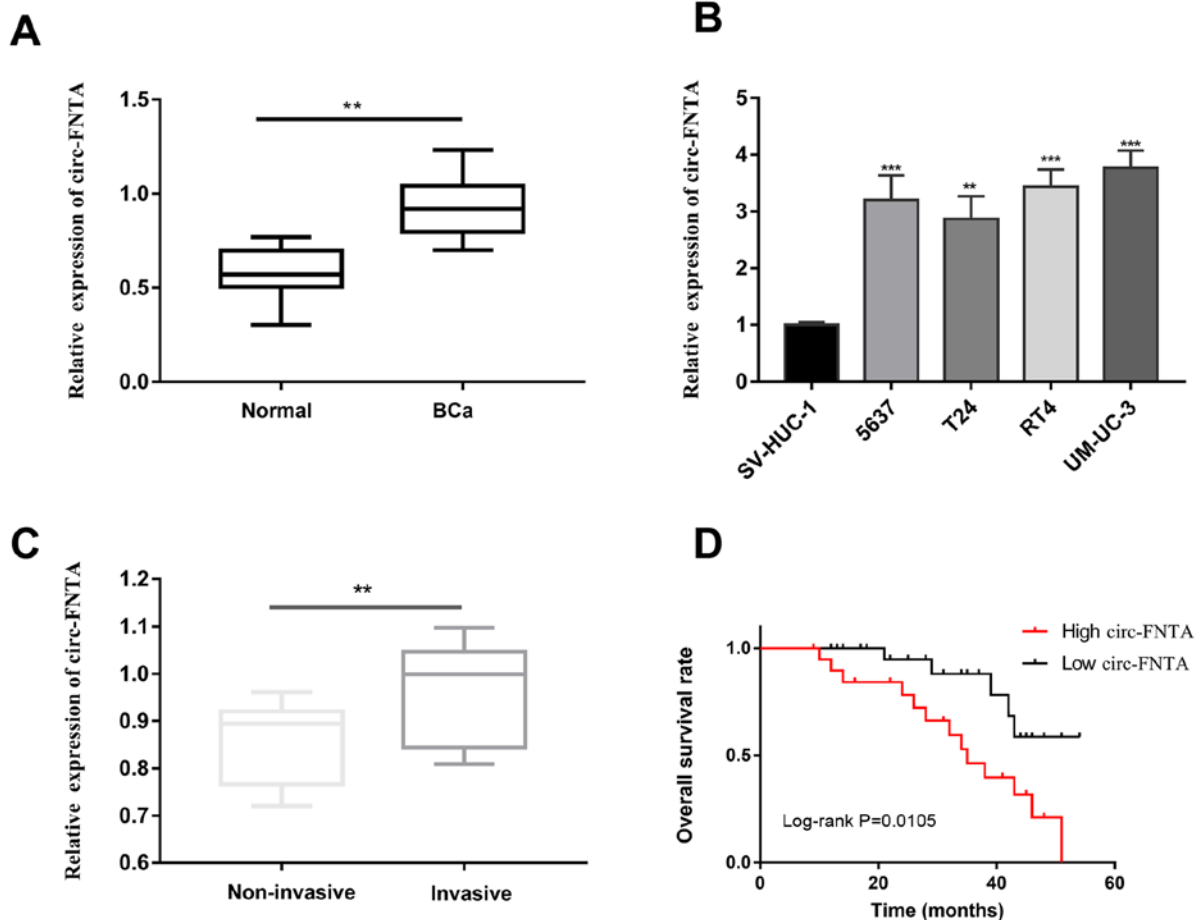 A
Relative expression of circ-FNTA
1.5
1.0
0.5
0.0
**
Normal
BCa
B
Relative expression of circ-FNTA
5
4
3
2
1
0
***
**
***
***
SV-HUC-1
5637
T24
RT4
UM-UC-3
C
Relative expression of circ-FNTA
1.2
1.1
1.0
0.9
0.8
0.7
0.6
**
Non-invasive
Invasive
D
Overall survival rate
1.0
0.5
0.0
High circ-FNTA
Low circ-FNTA
Log-rank P=0.0105
0
20
40
60
Time (months)